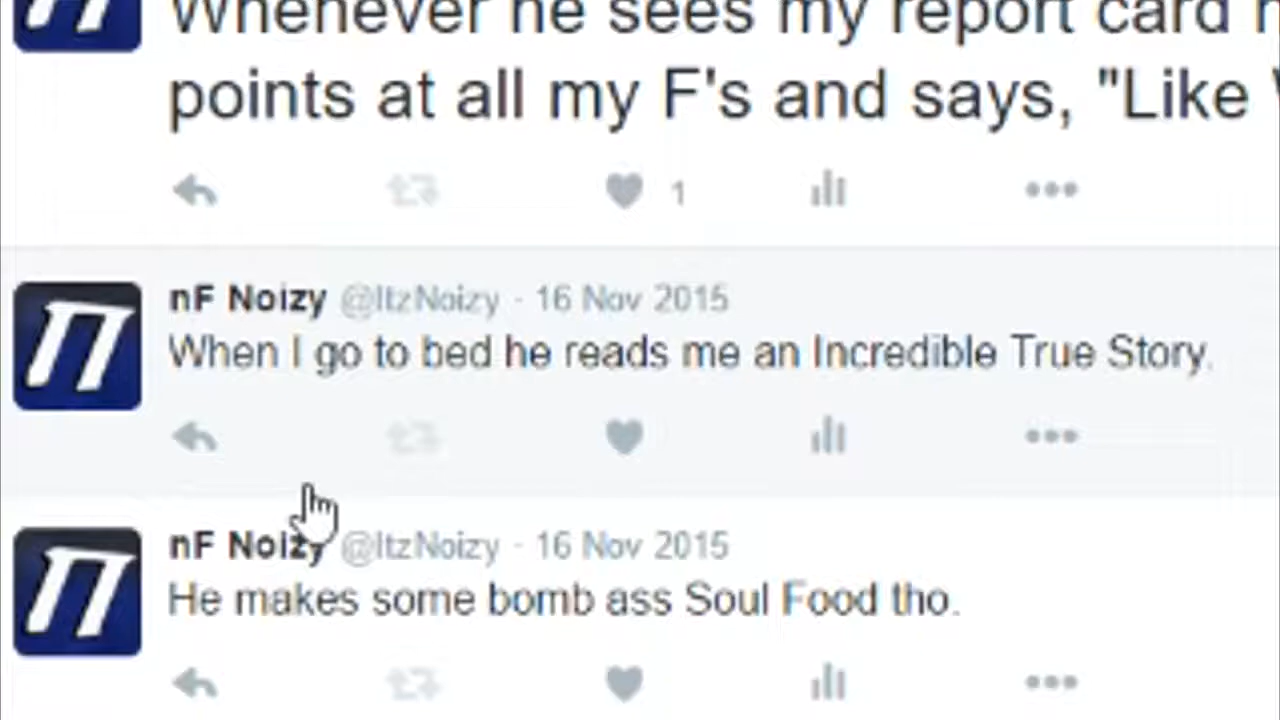 Whenever he sees my report card
points at all my F's and says, "Like
1
nF Noizy @ItzNoizy · 16 Nov 2015
When I go to bed he reads me an Incredible True Story.
nF Noizy @ItzNoizy · 16 Nov 2015
He makes some bomb ass Soul Food tho.